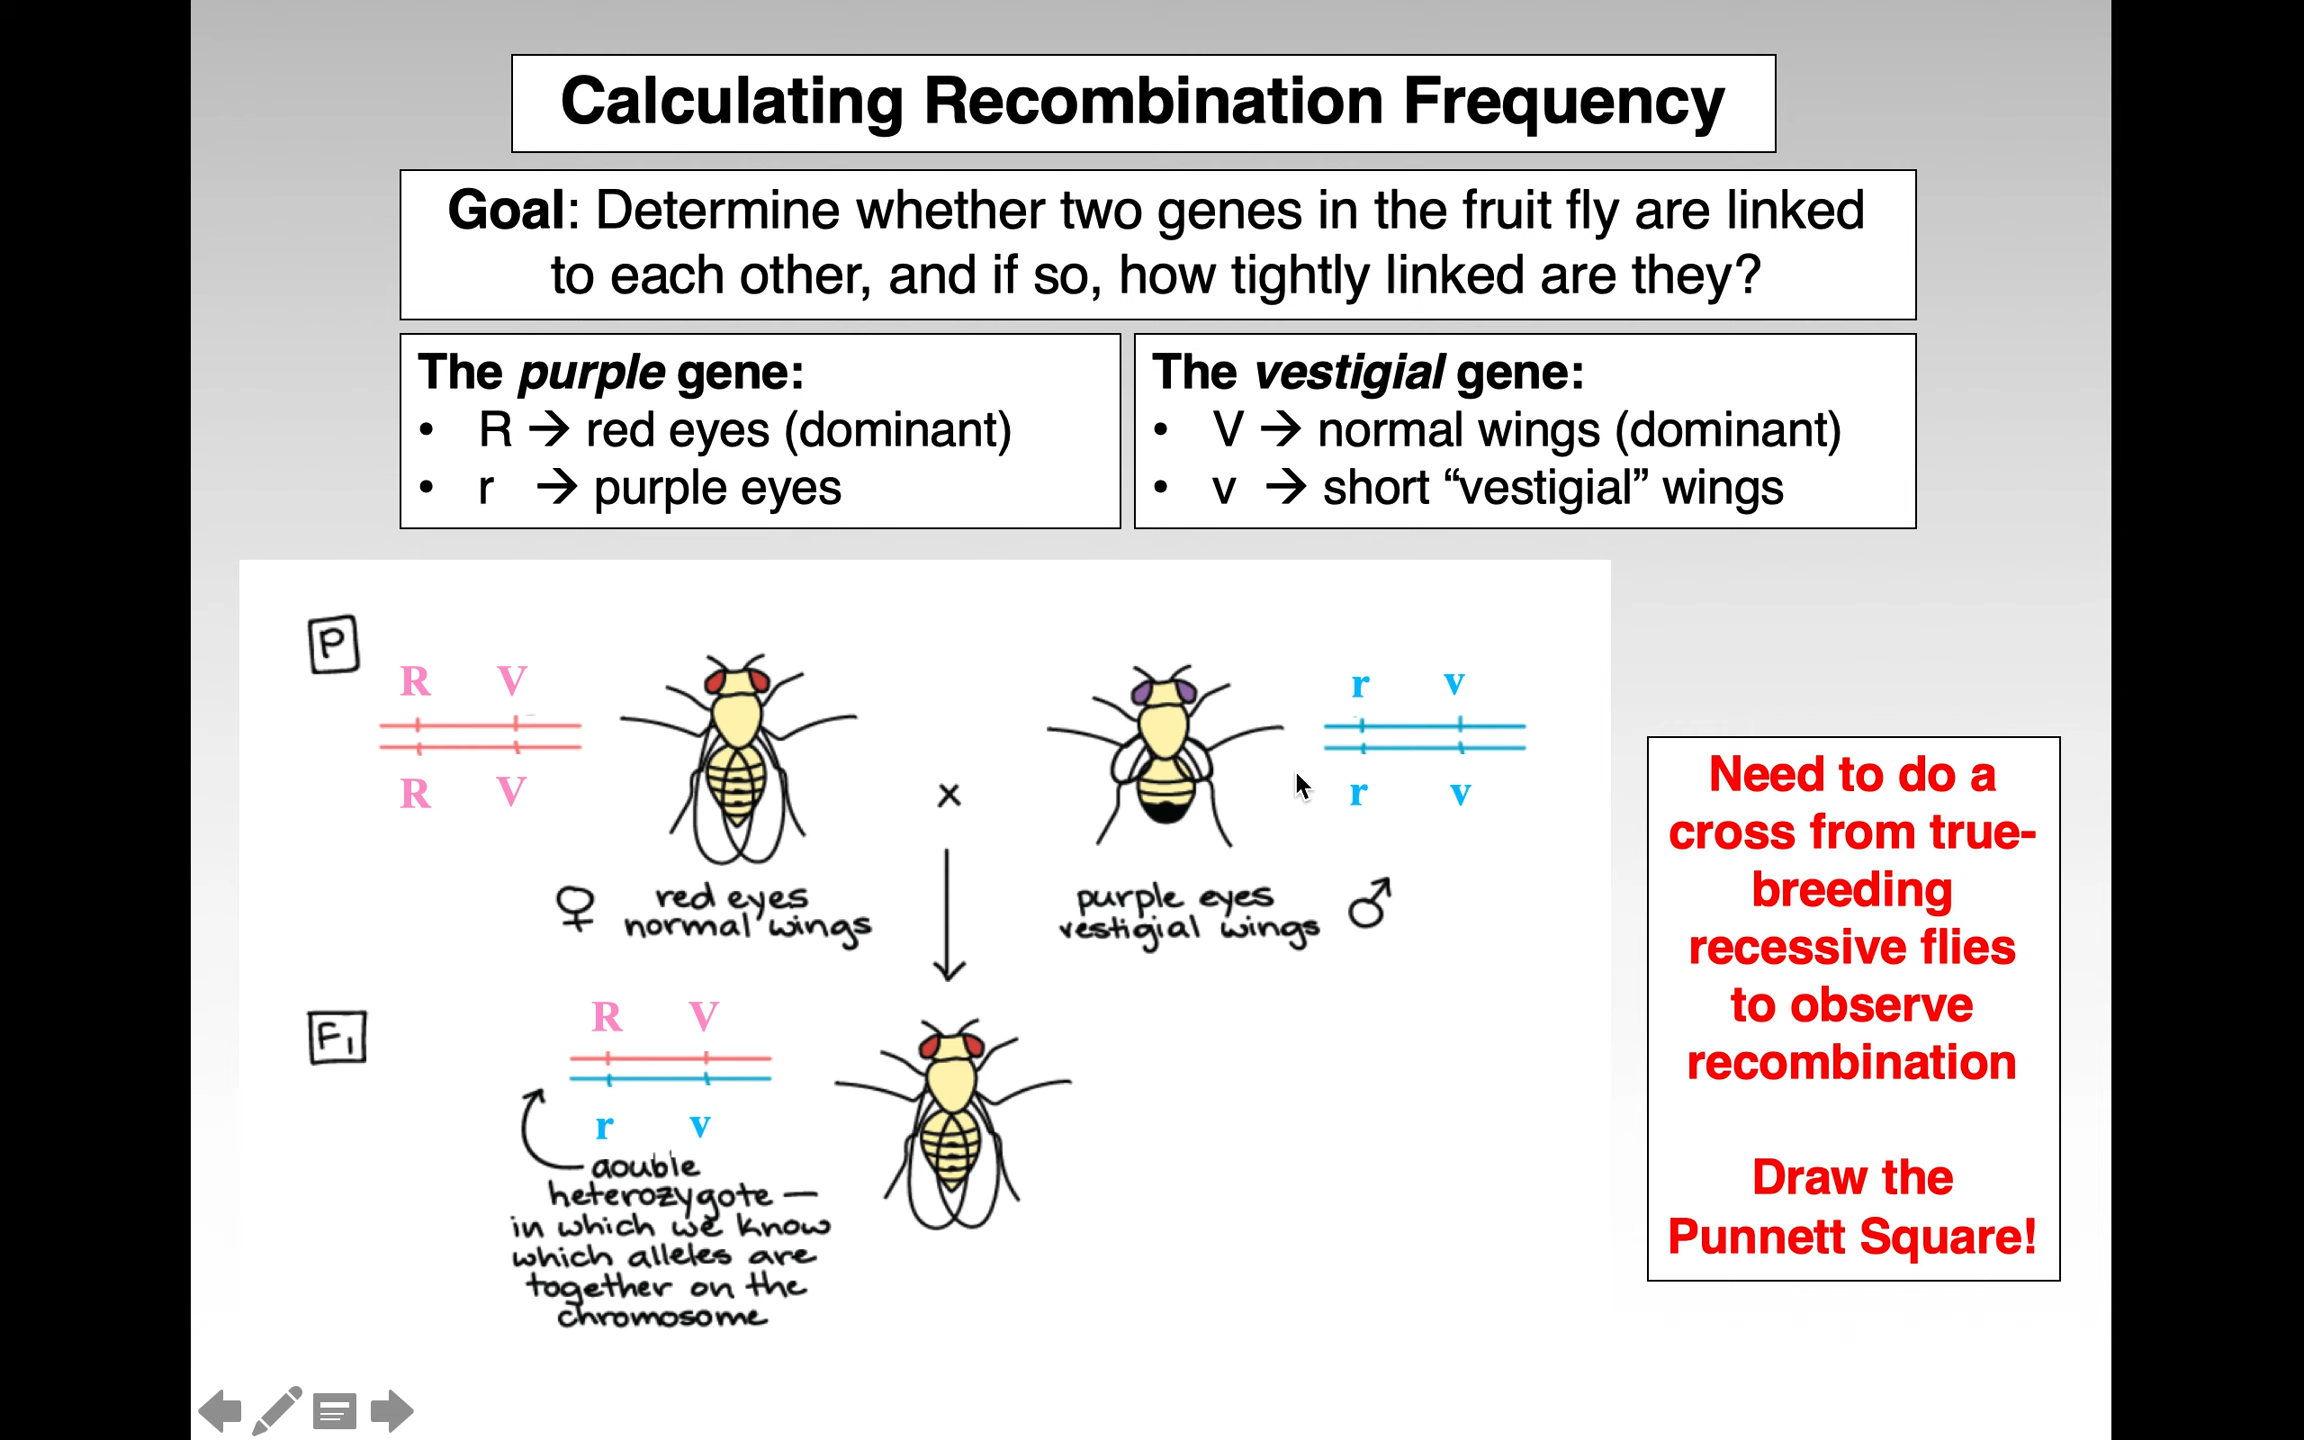 Calculating Recombination Frequency
Goal: Determine whether two genes in the fruit fly are linked
to each other, and if so, how tightly linked are they?
The purple gene:
• R → red eyes (dominant)
• r → purple eyes
The vestigial gene:
• V → normal wings (dominant)
• v → short “vestigial” wings
P
R V
R V
r v
r v
x
♀ red eyes
normal wings
purple eyes ♂
vestigial wings
F1
R V
r v
double
heterozygote —
in which we know
which alleles are
together on the
chromosome
Need to do a
cross from true-
breeding
recessive flies
to observe
recombination
Draw the
Punnett Square!